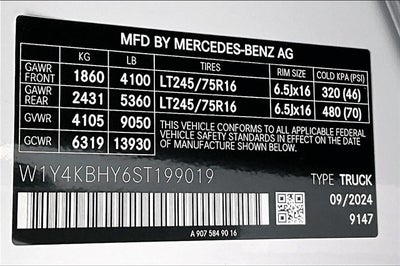 MFD BY MERCEDES-BENZ AG
KG LB TIRES RIM SIZE COLD KPA (PSI)
GAWR FRONT 1860 4100 LT245/75R16 6.5Jx16 320 (46)
GAWR REAR 2431 5360 LT245/75R16 6.5Jx16 480 (70)
GVWR 4105 9050
GCWR 6319 13930
THIS VEHICLE CONFORMS TO ALL APPLICABLE FEDERAL MOTOR
VEHICLE SAFETY STANDARDS IN EFFECT ON THE DATE
OF MANUFACTURE SHOWN BELOW.
W1Y4KBHY6ST199019 TYPE TRUCK
09/2024
9147
A 907 584 90 16